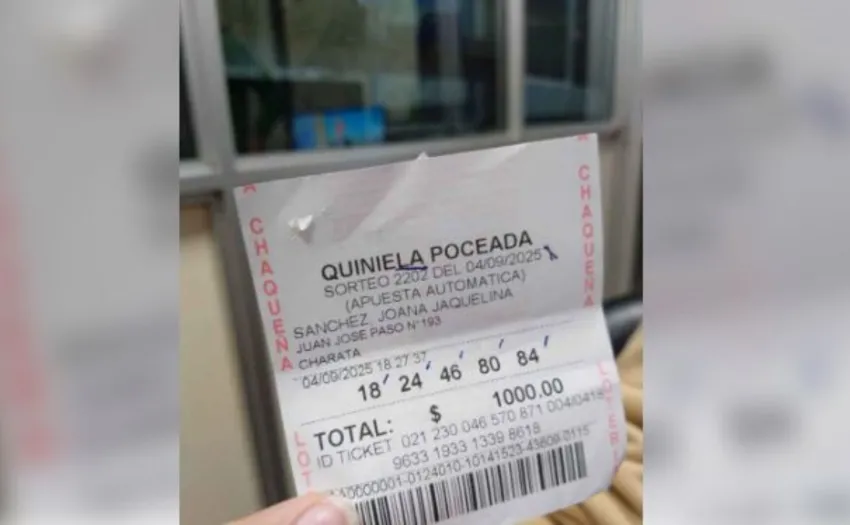 QUINIELA POCEADA
SORTEO 2202 DEL 04/09/2025
(APUESTA AUTOMATICA)
SANCHEZ, JOANA JAQUELINA
JUAN JOSE PASO N°193
CHARATA
04/09/2025 18:27:37
18 24 46 80 84
TOTAL: $ 1000.00
ID TICKET 021 230 046 570 871 004/0418
9633 1933 1339 8618
CHAQUEÑA
CHAQUEÑA